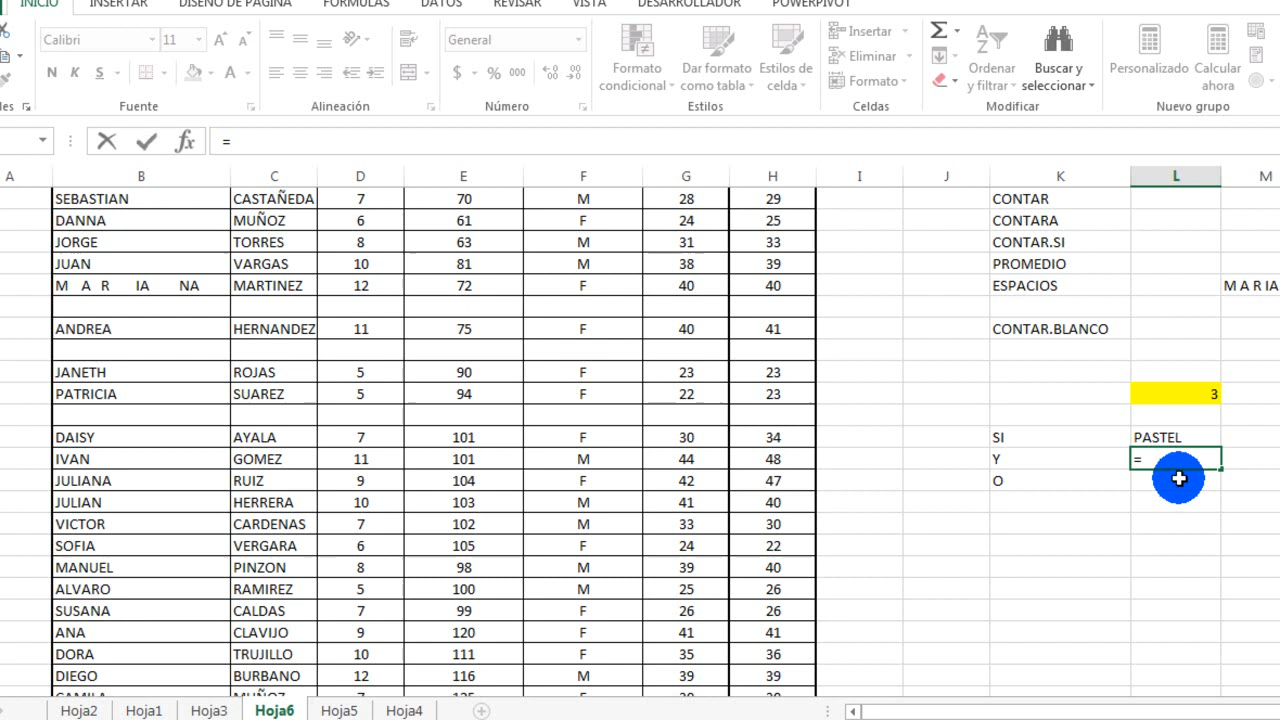 INICIO INSERTAR DISEÑO DE PÁGINA FÓRMULAS DATOS REVISAR VISTA DESARROLLADOR POWERPIVOT
Calibri 11 General Insertar
Eliminar
N K S $ % 000 Formato
Formato condicional Dar formato como tabla Estilos de celda Ordenar y filtrar Buscar y seleccionar Personalizado Calcular ahora
Fuente Alineación Número Estilos Celdas Modificar Nuevo grupo
fx =
A B C D E F G H I J K L M
SEBASTIAN CASTAÑEDA 7 70 M 28 29 CONTAR
DANNA MUÑOZ 6 61 F 24 25 CONTARA
JORGE TORRES 8 63 M 31 33 CONTAR.SI
JUAN VARGAS 10 81 M 38 39 PROMEDIO
M A R IA NA MARTINEZ 12 72 F 40 40 ESPACIOS M A R IA
ANDREA HERNANDEZ 11 75 F 40 41 CONTAR.BLANCO
JANETH ROJAS 5 90 F 23 23
PATRICIA SUAREZ 5 94 F 22 23 3
DAISY AYALA 7 101 F 30 34 SI PASTEL
IVAN GOMEZ 11 101 M 44 48 Y =
JULIANA RUIZ 9 104 F 42 47 O
JULIAN HERRERA 10 103 M 41 40
VICTOR CARDENAS 7 102 M 33 30
SOFIA VERGARA 6 105 F 24 22
MANUEL PINZON 8 98 M 39 40
ALVARO RAMIREZ 5 100 M 25 26
SUSANA CALDAS 7 99 F 26 26
ANA CLAVIJO 9 120 F 41 41
DORA TRUJILLO 10 111 F 35 36
DIEGO BURBANO 12 116 M 39 39
Hoja2 Hoja1 Hoja3 Hoja6 Hoja5 Hoja4